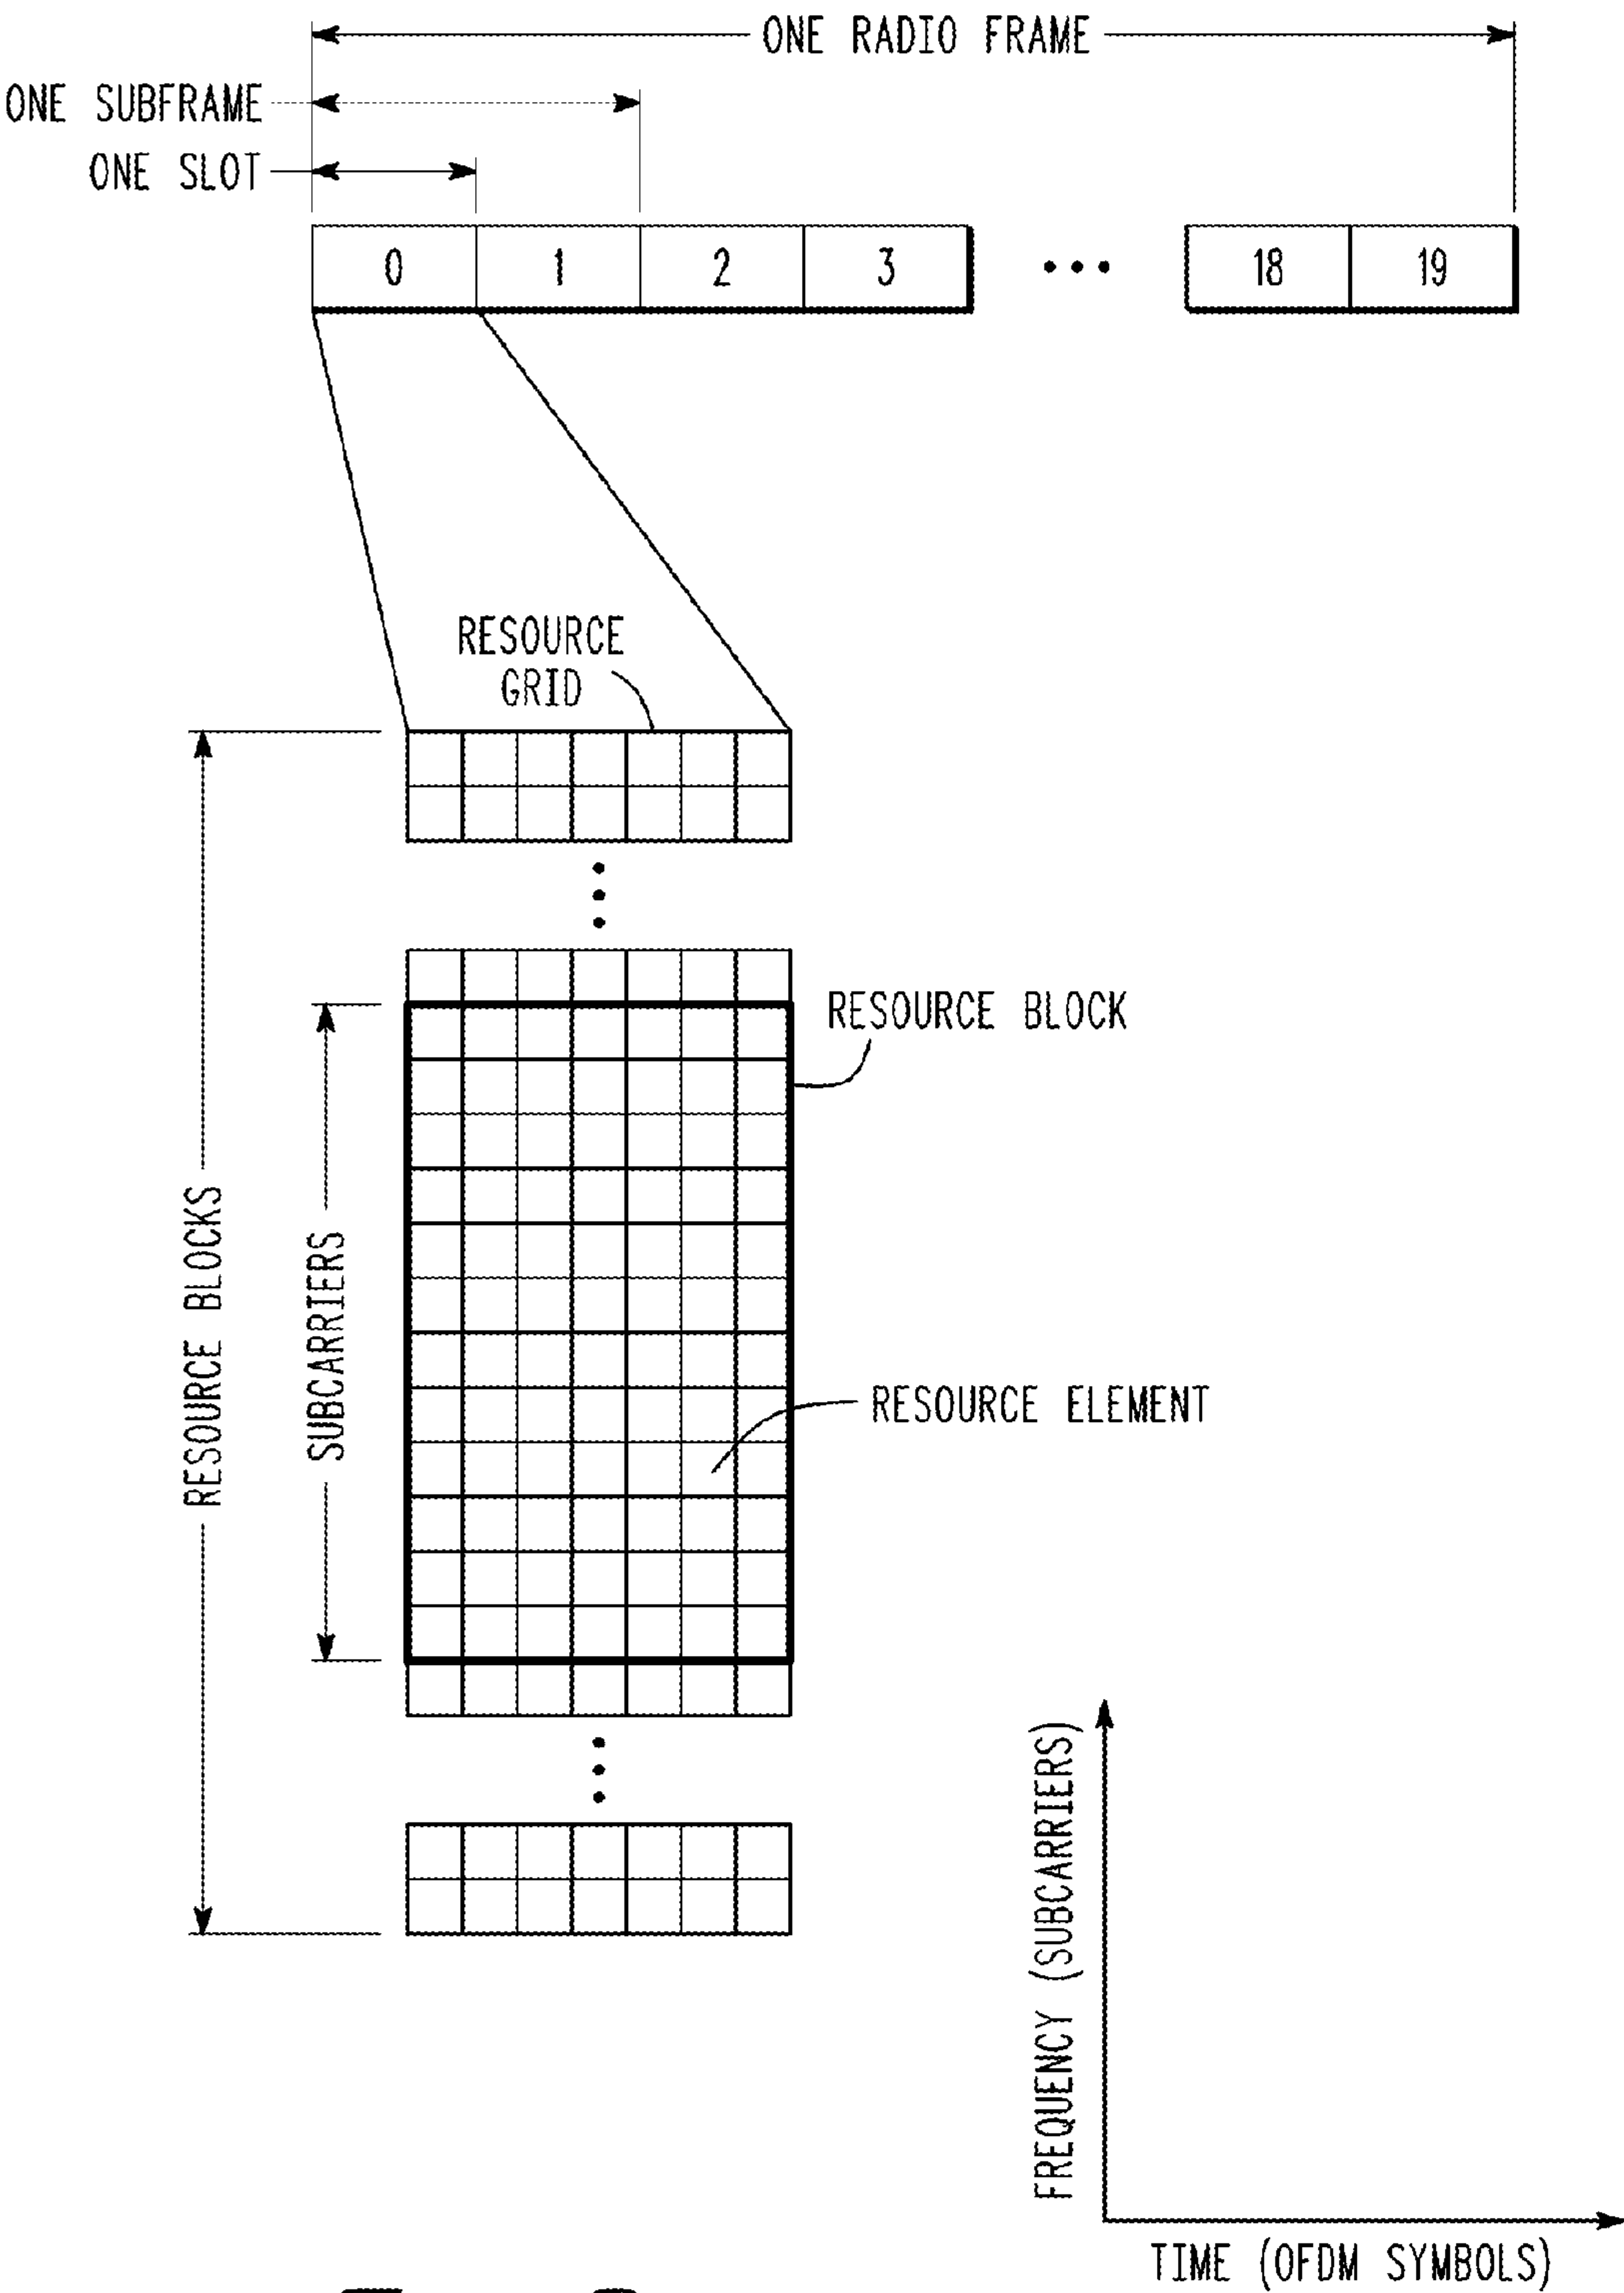 ONE RADIO FRAME
ONE SUBFRAME
ONE SLOT
0 1 2 3 18 19
RESOURCE
GRID
RESOURCE BLOCK
RESOURCE BLOCKS
SUBCARRIERS
RESOURCE ELEMENT
FREQUENCY (SUBCARRIERS)
TIME (OFDM SYMBOLS)